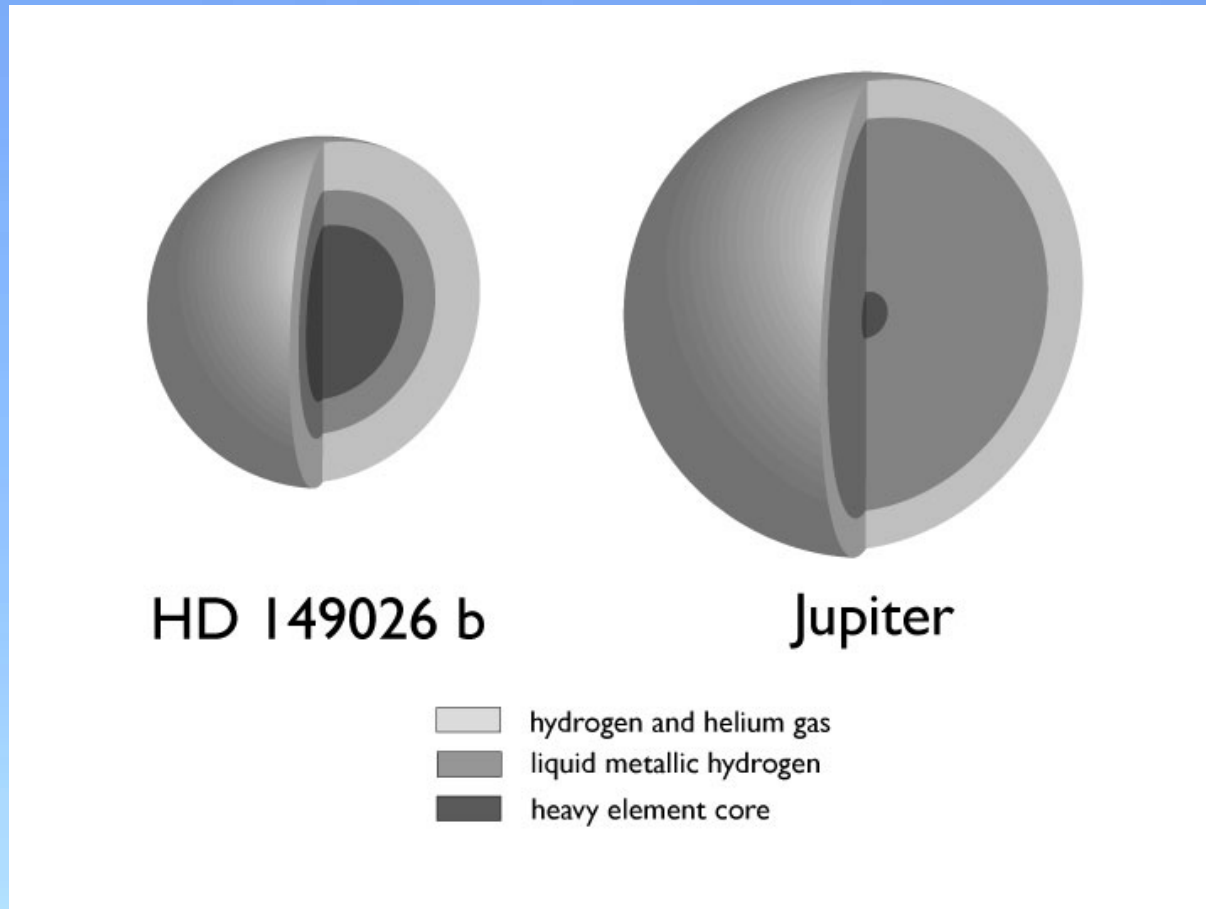 HD 149026 b
Jupiter
hydrogen and helium gas
liquid metallic hydrogen
heavy element core